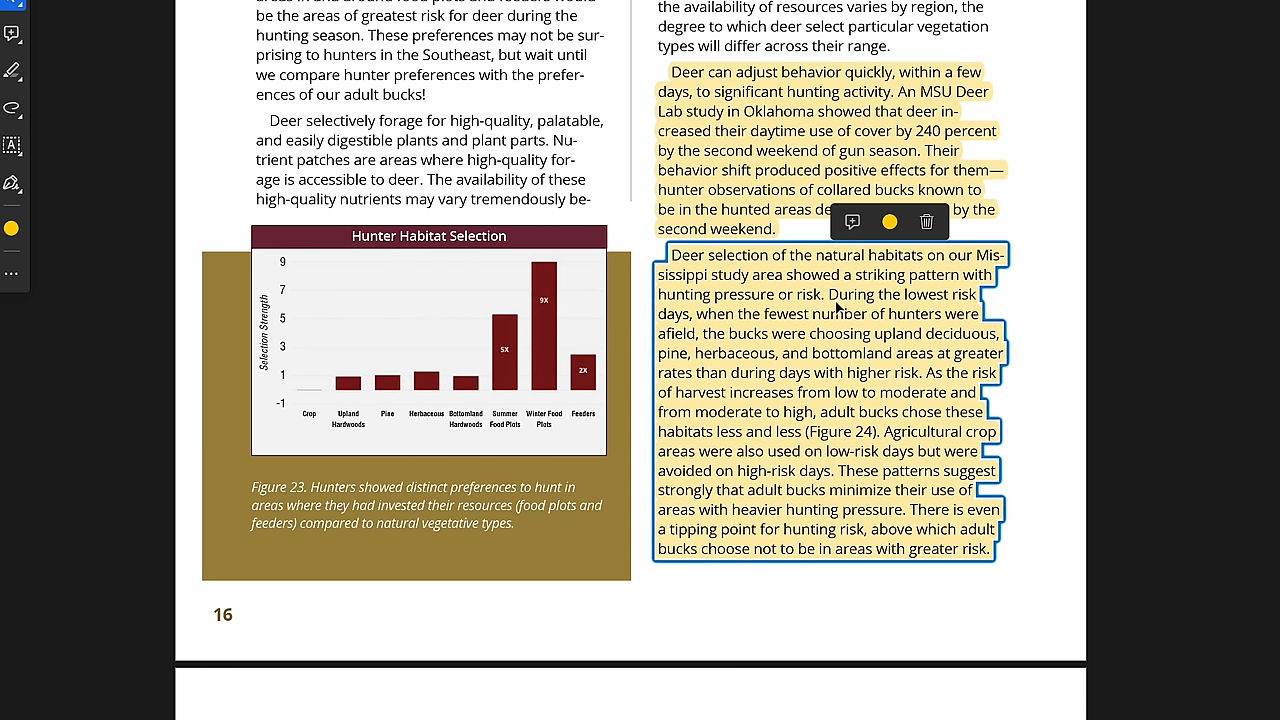 be the areas of greatest risk for deer during the
hunting season. These preferences may not be sur-
prising to hunters in the Southeast, but wait until
we compare hunter preferences with the prefer-
ences of our adult bucks!
Deer selectively forage for high-quality, palatable,
and easily digestible plants and plant parts. Nu-
trient patches are areas where high-quality for-
age is accessible to deer. The availability of these
high-quality nutrients may vary tremendously be-
Hunter Habitat Selection
Selection Strength
9
7
5
3
1
-1
5X
9X
2X
Crop
Upland Hardwoods
Pine
Herbaceous
Bottomland Hardwoods
Summer Food Plots
Winter Food Plots
Feeders
Figure 23. Hunters showed distinct preferences to hunt in
areas where they had invested their resources (food plots and
feeders) compared to natural vegetative types.
16
the availability of resources varies by region, the
degree to which deer select particular vegetation
types will differ across their range.
Deer can adjust behavior quickly, within a few
days, to significant hunting activity. An MSU Deer
Lab study in Oklahoma showed that deer in-
creased their daytime use of cover by 240 percent
by the second weekend of gun season. Their
behavior shift produced positive effects for them—
hunter observations of collared bucks known to
be in the hunted areas de by the
second weekend.
Deer selection of the natural habitats on our Mis-
sissippi study area showed a striking pattern with
hunting pressure or risk. During the lowest risk
days, when the fewest number of hunters were
afield, the bucks were choosing upland deciduous,
pine, herbaceous, and bottomland areas at greater
rates than during days with higher risk. As the risk
of harvest increases from low to moderate and
from moderate to high, adult bucks chose these
habitats less and less (Figure 24). Agricultural crop
areas were also used on low-risk days but were
avoided on high-risk days. These patterns suggest
strongly that adult bucks minimize their use of
areas with heavier hunting pressure. There is even
a tipping point for hunting risk, above which adult
bucks choose not to be in areas with greater risk.